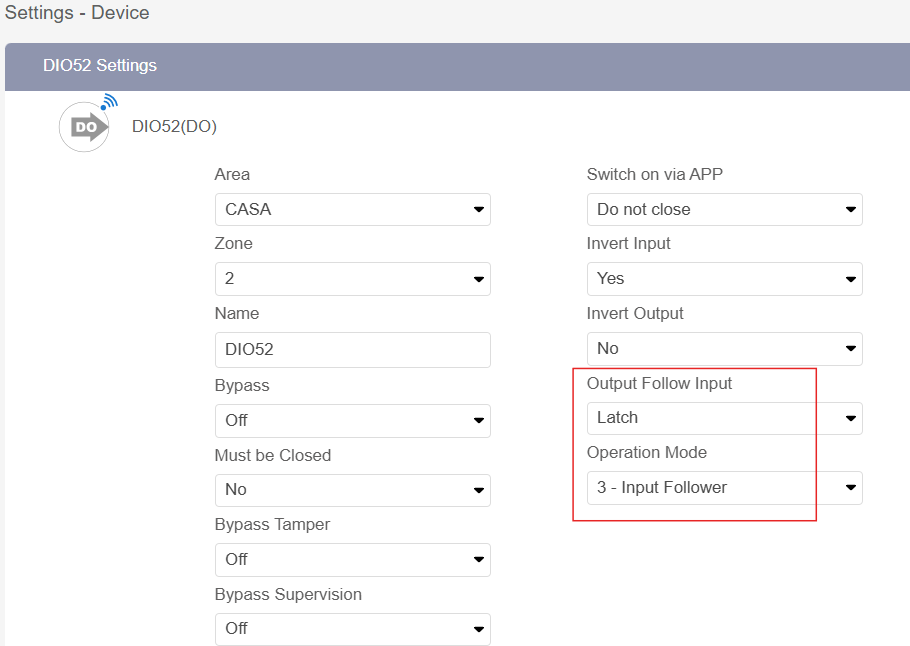 Settings - Device
DIO52 Settings
DO
DIO52(DO)
Area
CASA
Zone
2
Name
DIO52
Bypass
Off
Must be Closed
No
Bypass Tamper
Off
Bypass Supervision
Off
Switch on via APP
Do not close
Invert Input
Yes
Invert Output
No
Output Follow Input
Latch
Operation Mode
3 - Input Follower